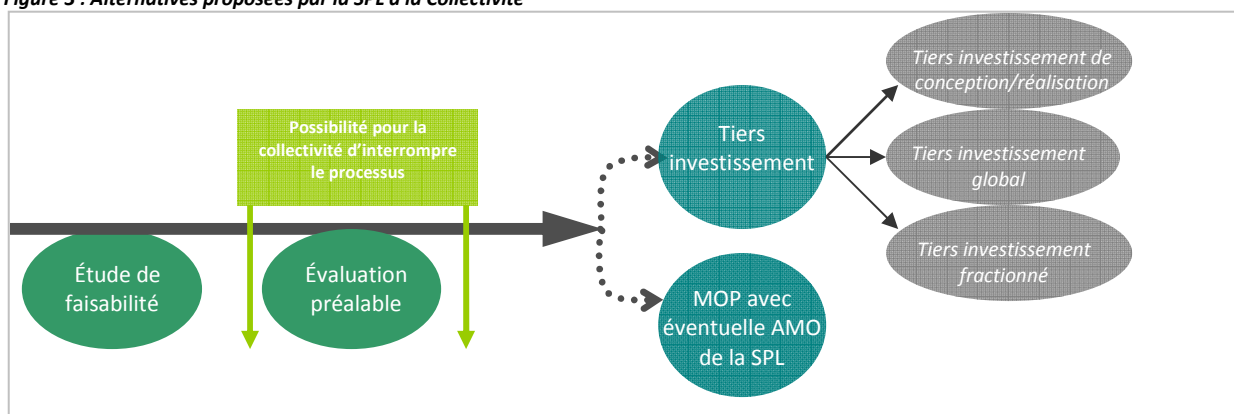 Figure 3 : Alternatives proposées par la SPL à la Collectivité
Possibilité pour la
collectivité d'interrompre
le processus
Étude de
faisabilité
Évaluation
préalable
Tiers
investissement
MOP avec
éventuelle AMO
de la SPL
Tiers investissement de
conception/réalisation
Tiers investissement
global
Tiers investissement
fractionné